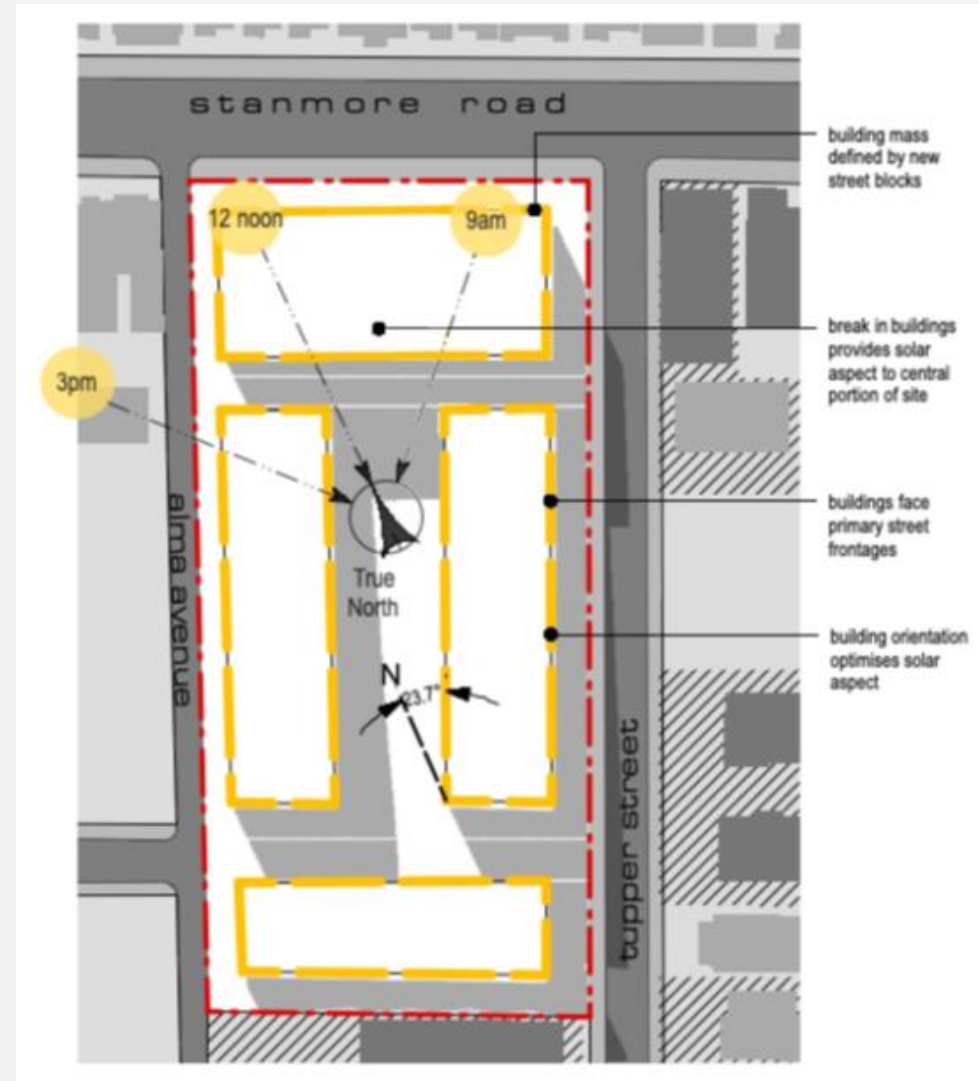 stanmore road
building mass
defined by new
street blocks
12 noon
9am
break in buildings
provides solar
aspect to central
portion of site
3pm
alma avenue
buildings face
primary street
frontages
True
North
building orientation
optimises solar
aspect
N
23.7°
tupper street